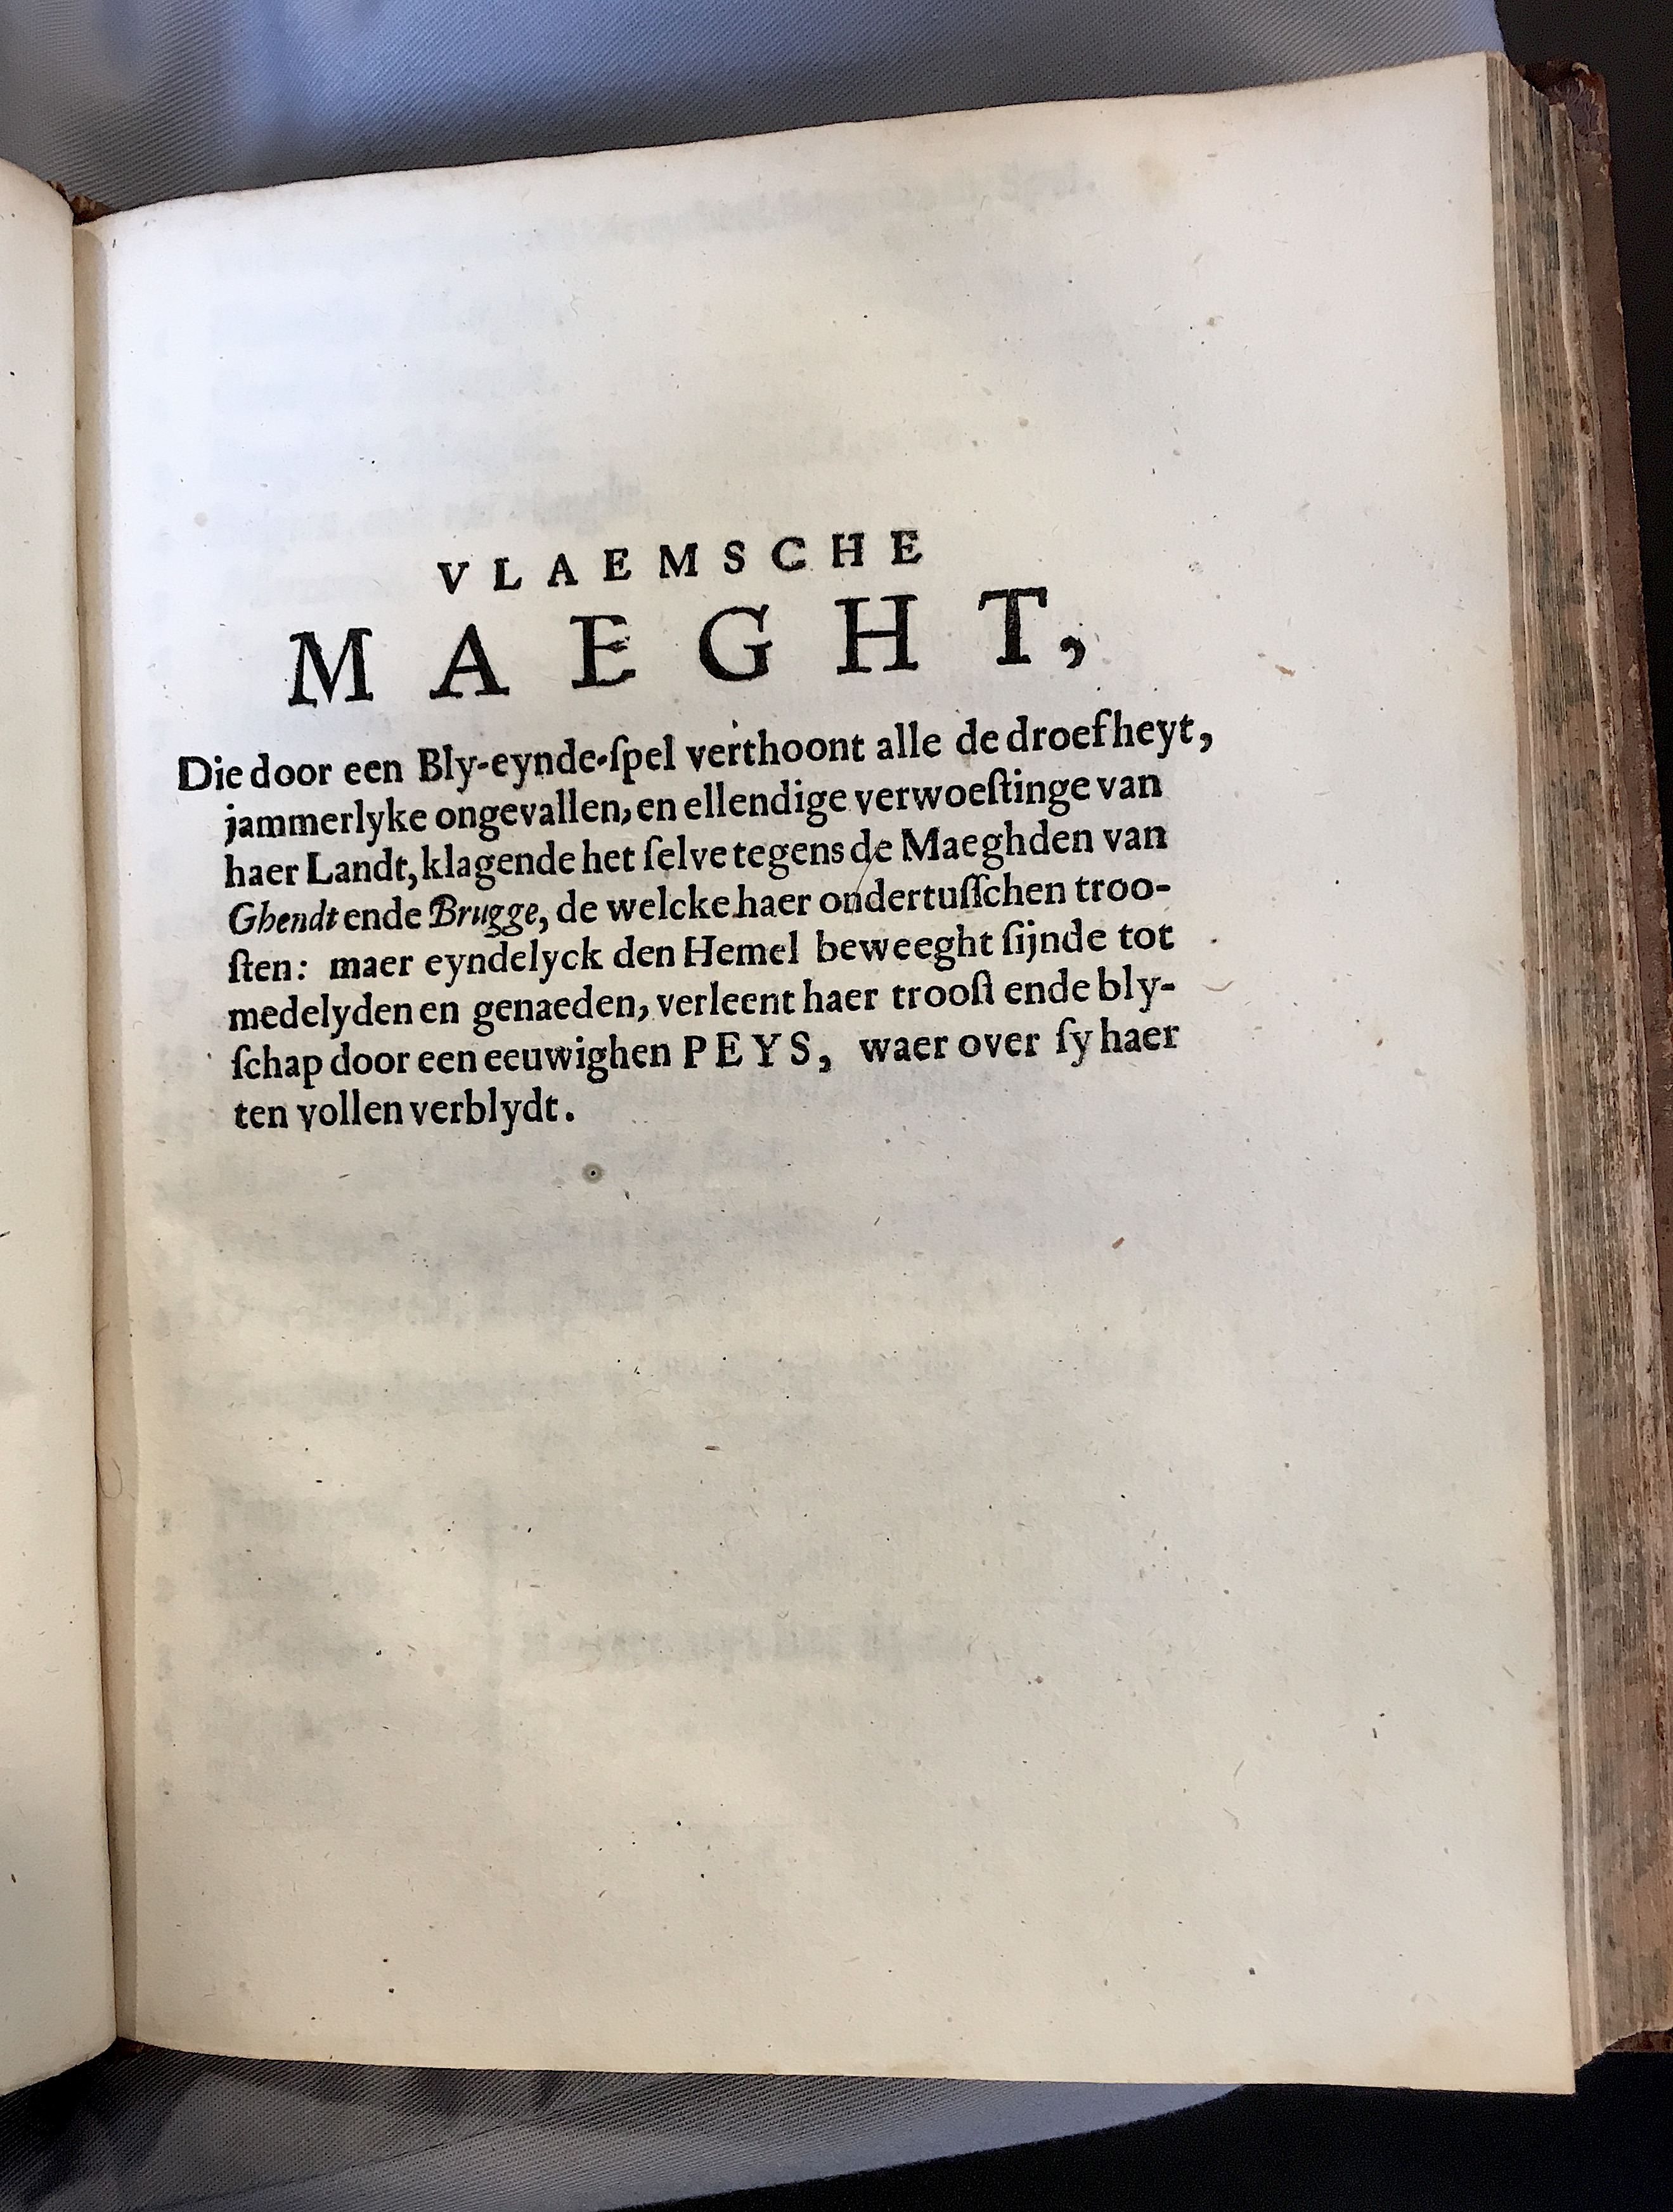 VLAEMSCHE
MAEGHT,
Die door een Bly-eynde-ſpel verthoont alle de droefheyt,
jammerlyke ongevallen, en ellendige verwoeſtinge van
haer Landt, klagende het ſelve tegens de Maeghden van
Ghendt ende Brugge, de welcke haer ondertuſſchen troo-
ſten: maer eyndelyck den Hemel beweeght ſijnde tot
medelyden en genaeden, verleent haer trooſt ende bly-
ſchap door een eeuwighen PEYS, waer over ſy haer
ten vollen verblydt.